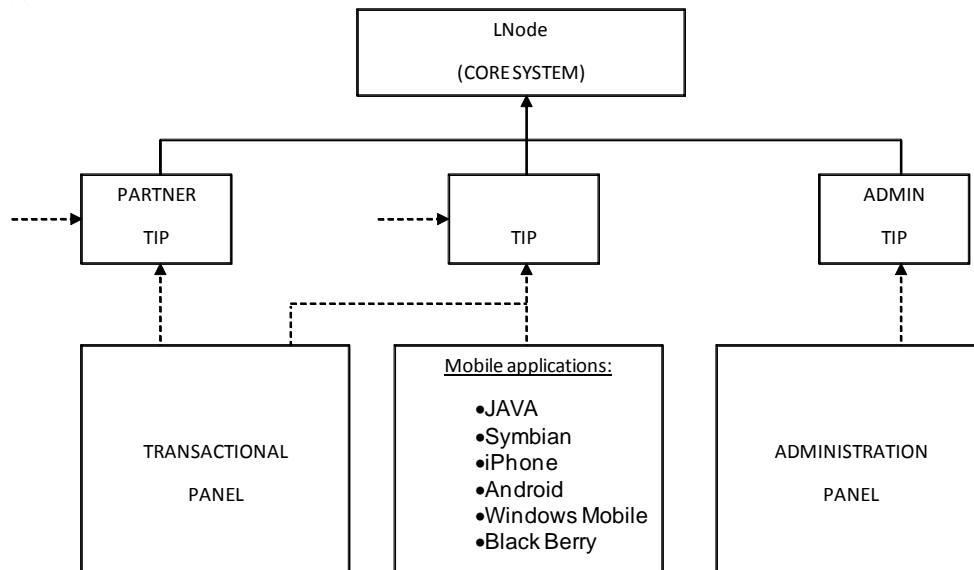 LNode
(CORE SYSTEM)
PARTNER
TIP
TIP
ADMIN
TIP
TRANSACTIONAL
PANEL
Mobile applications:
•JAVA
•Symbian
•iPhone
•Android
•Windows Mobile
•Black Berry
ADMINISTRATION
PANEL